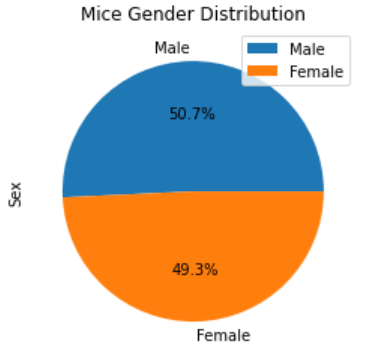 Mice Gender Distribution
Male
Male
Female
50.7%
Sex
49.3%
Female